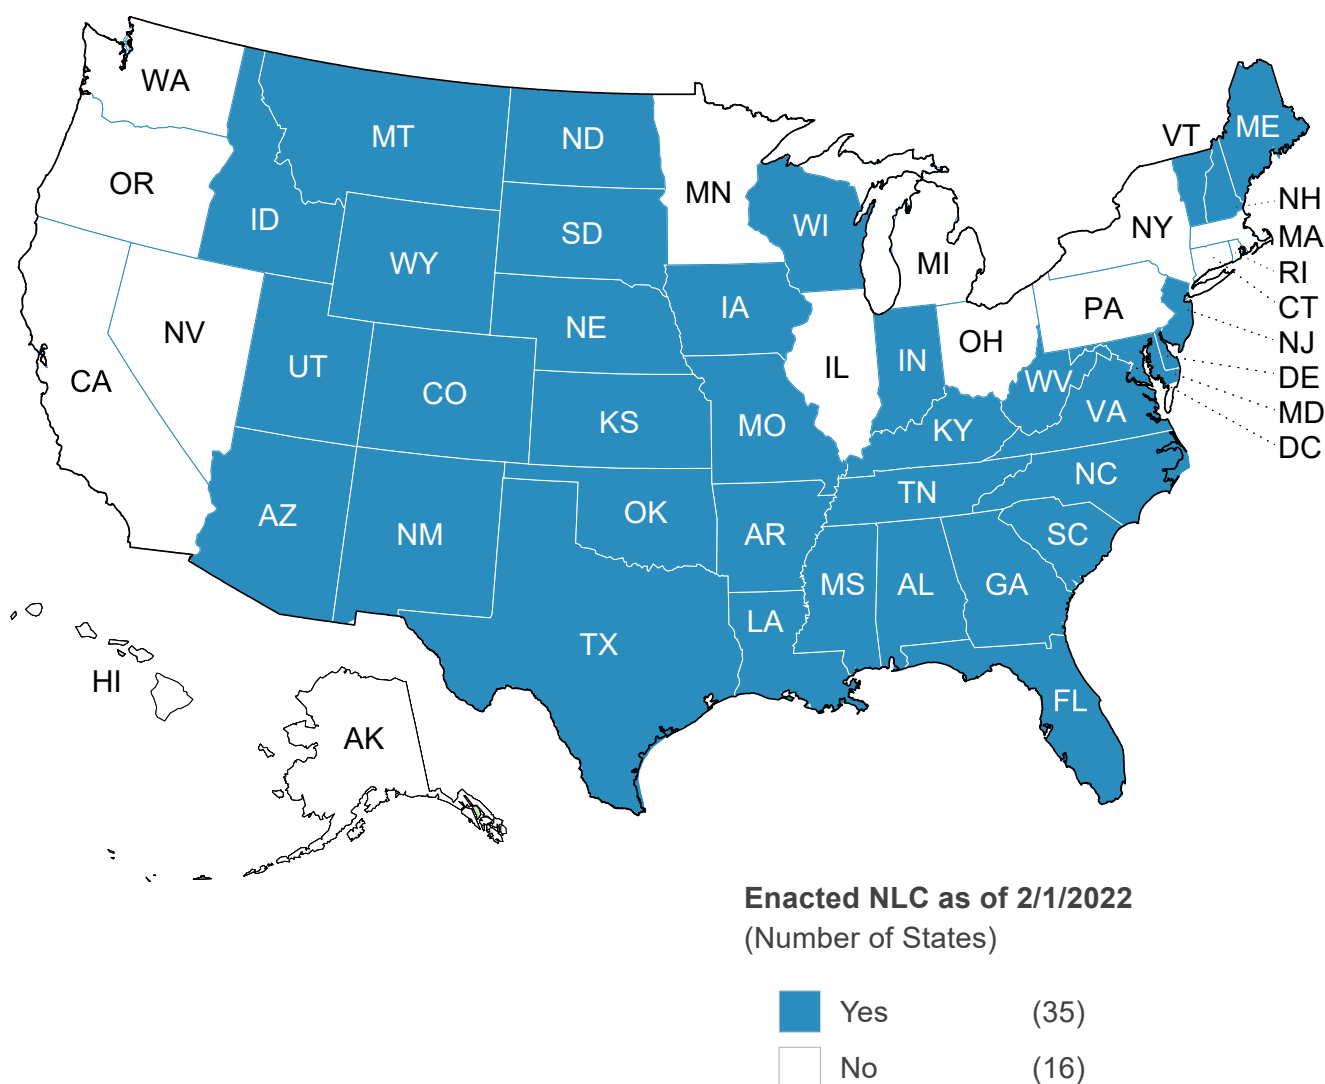 WA
OR
CA
NV
ID
MT
WY
UT
AZ
CO
NM
ND
SD
NE
KS
OK
TX
MN
IA
MO
AR
LA
WI
IL
MI
IN
OH
KY
TN
MS
AL
GA
FL
SC
NC
VA
WV
PA
NY
VT
ME
NH
MA
RI
CT
NJ
DE
MD
DC
HI
AK
Enacted NLC as of 2/1/2022
(Number of States)
Yes (35)
No (16)